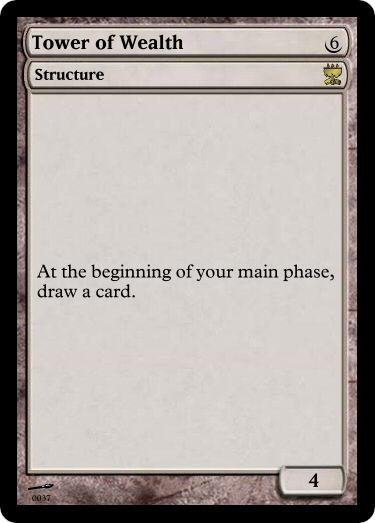 Tower of Wealth 6
Structure
At the beginning of your main phase,
draw a card.
4
0037